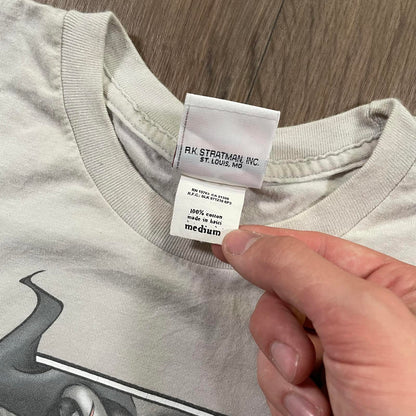 R.K. STRATMAN, INC.
ST. LOUIS, MO
100% cotton
made in haiti
medium